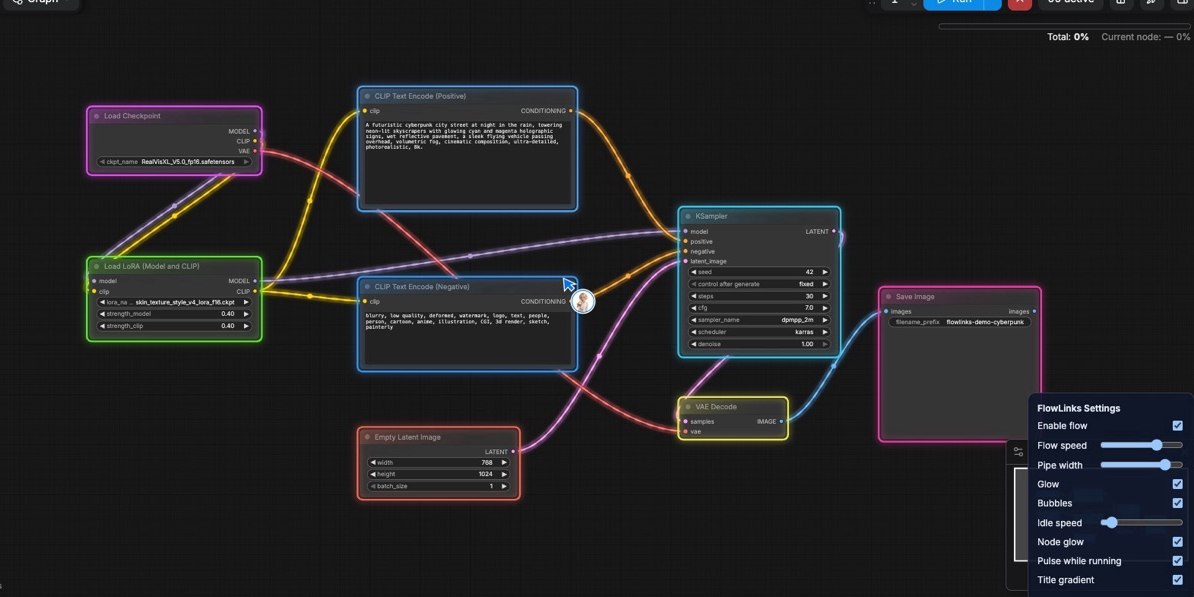 Graph
1
Run
active
Total: 0% Current node: — 0%
Load Checkpoint
MODEL
CLIP
VAE
ckpt_name RealVisXL_V5.0_fp16.safetensors
CLIP Text Encode (Positive)
clip CONDITIONING
A futuristic cyberpunk city street at night in the rain, towering
neon-lit skyscrapers with glowing cyan and magenta holographic
signs, wet reflective pavement, a sleek flying vehicle passing
overhead, volumetric fog, cinematic composition, ultra-detailed,
photorealistic, 8k.
Load LoRA (Model and CLIP)
model MODEL
clip CLIP
lora_na ... skin_texture_style_v4_lora_f16.ckpt
strength_model 0.40
strength_clip 0.40
CLIP Text Encode (Negative)
clip CONDITIONING
blurry, low quality, deformed, watermark, logo, text, people,
person, cartoon, anime, illustration, CGI, 3d render, sketch,
painterly
Empty Latent Image
LATENT
width 768
height 1024
batch_size 1
KSampler
model LATENT
positive
negative
latent_image
seed 42
control after generate fixed
steps 30
cfg 7.0
sampler_name dpmpp_2m
scheduler karras
denoise 1.00
VAE Decode
samples IMAGE
vae
Save Image
images images
filename_prefix flowlinks-demo-cyberpunk
FlowLinks Settings
Enable flow
Flow speed
Pipe width
Glow
Bubbles
Idle speed
Node glow
Pulse while running
Title gradient